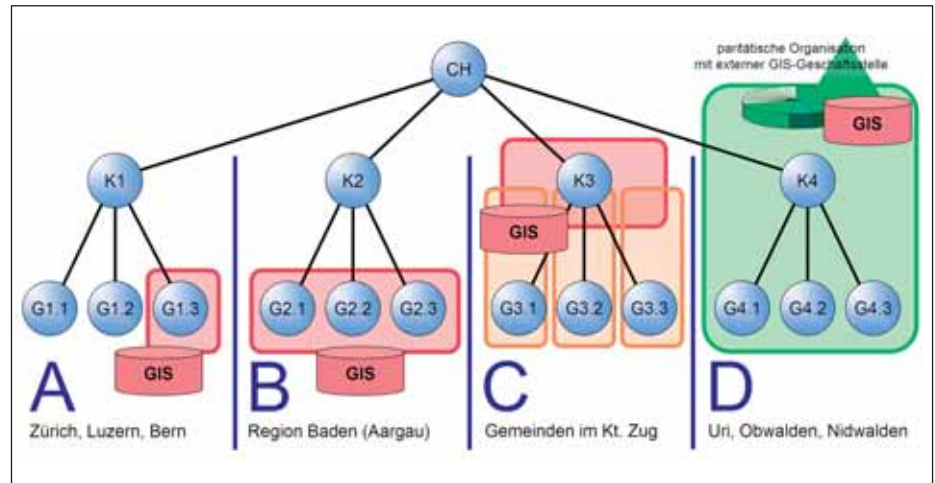 paritätische Organisation
mit externer GIS-Geschäftsstelle
CH
GIS
K1
K2
K3
K4
GIS
G1.1
G1.2
G1.3
G2.1
G2.2
G2.3
G3.1
G3.2
G3.3
G4.1
G4.2
G4.3
GIS
GIS
A
B
C
D
Zürich, Luzern, Bern
Region Baden (Aargau)
Gemeinden im Kt. Zug
Uri, Obwalden, Nidwalden